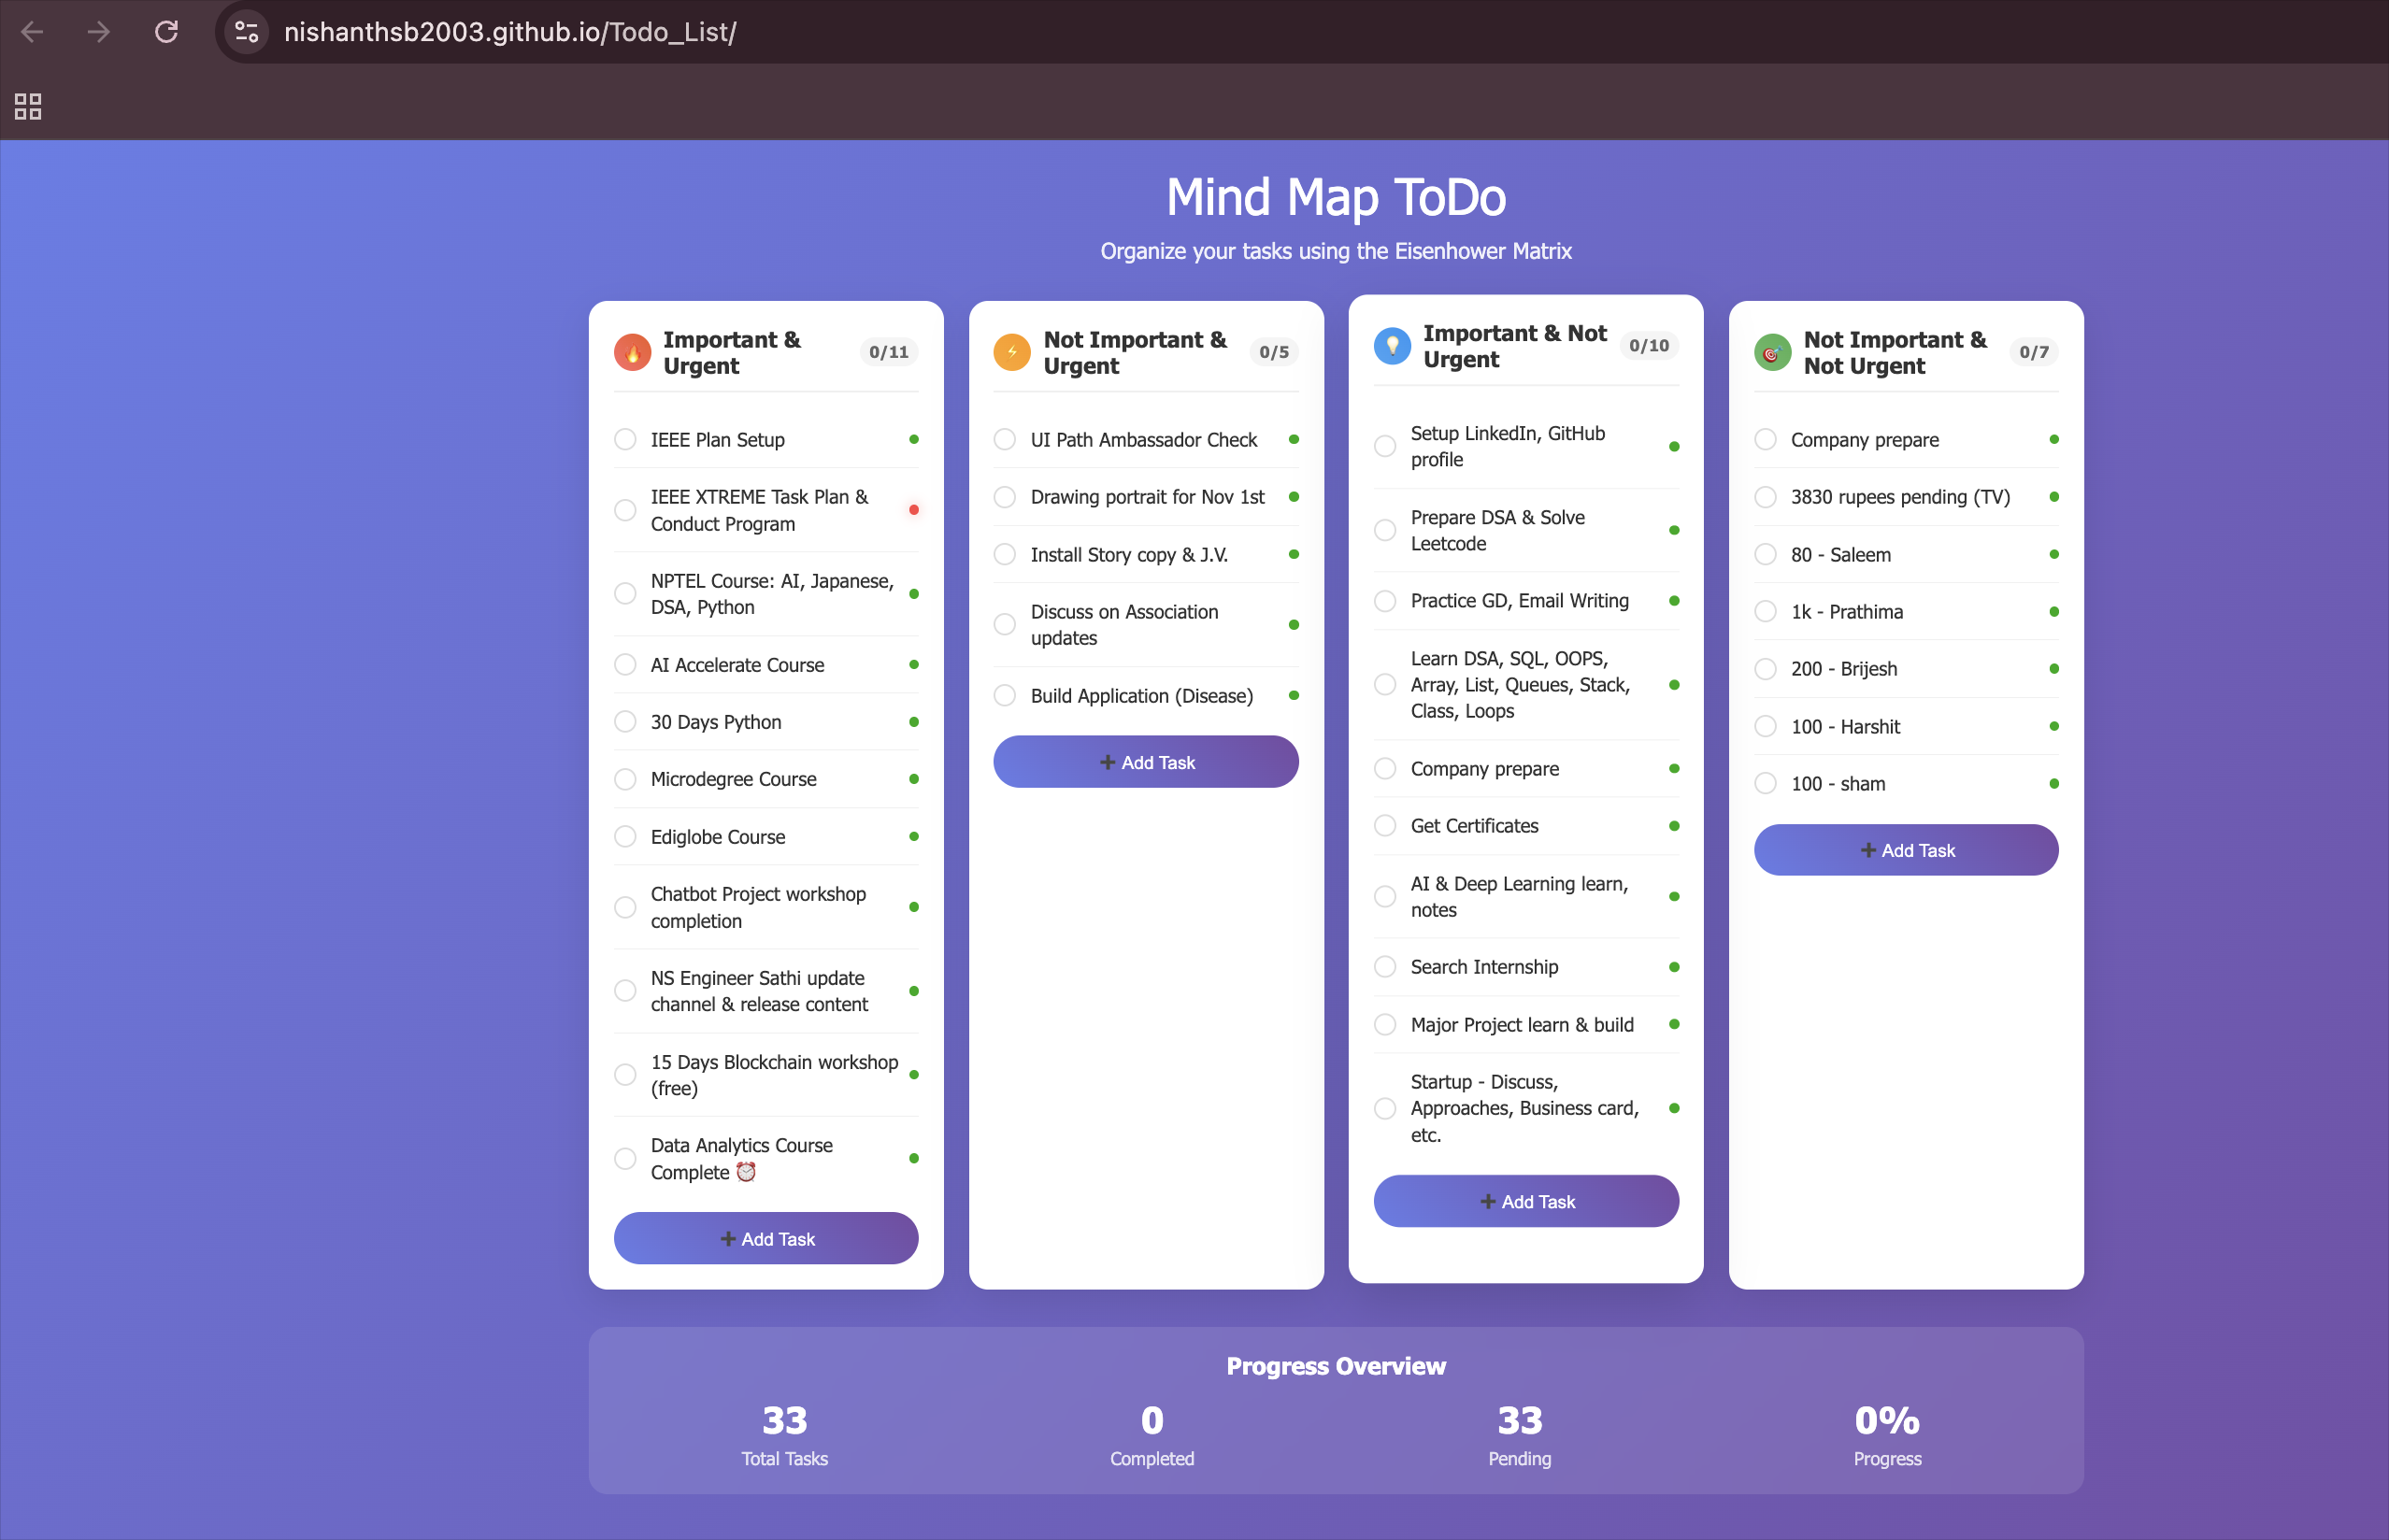 nishanthsb2003.github.io/Todo_List/
Mind Map ToDo
Organize your tasks using the Eisenhower Matrix
Important &
Urgent
0/11
IEEE Plan Setup
IEEE XTREME Task Plan &
Conduct Program
NPTEL Course: AI, Japanese,
DSA, Python
AI Accelerate Course
30 Days Python
Microdegree Course
Ediglobe Course
Chatbot Project workshop
completion
NS Engineer Sathi update
channel & release content
15 Days Blockchain workshop
(free)
Data Analytics Course
Complete ⏰
➕ Add Task
Not Important &
Urgent
0/5
UI Path Ambassador Check
Drawing portrait for Nov 1st
Install Story copy & J.V.
Discuss on Association
updates
Build Application (Disease)
➕ Add Task
Important & Not
Urgent
0/10
Setup LinkedIn, GitHub
profile
Prepare DSA & Solve
Leetcode
Practice GD, Email Writing
Learn DSA, SQL, OOPS,
Array, List, Queues, Stack,
Class, Loops
Company prepare
Get Certificates
AI & Deep Learning learn,
notes
Search Internship
Major Project learn & build
Startup - Discuss,
Approaches, Business card,
etc.
➕ Add Task
Not Important &
Not Urgent
0/7
Company prepare
3830 rupees pending (TV)
80 - Saleem
1k - Prathima
200 - Brijesh
100 - Harshit
100 - sham
➕ Add Task
Progress Overview
33
Total Tasks
0
Completed
33
Pending
0%
Progress